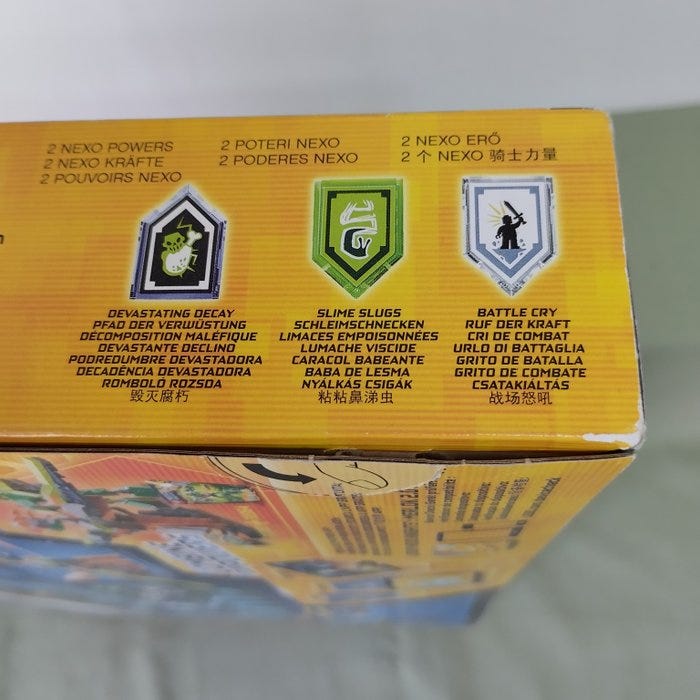 2 NEXO POWERS
2 NEXO KRÄFTE
2 POUVOIRS NEXO
2 POTERI NEXO
2 PODERES NEXO
2 NEXO ERŐ
2 个 NEXO 骑士力量
DEVASTATING DECAY
PFAD DER VERWÜSTUNG
DÉCOMPOSITION MALÉFIQUE
DEVASTANTE DECLINO
PODREDUMBRE DEVASTADORA
DECADÊNCIA DEVASTADORA
ROMBOLÓ ROZSDA
毁灭腐朽
SLIME SLUGS
SCHLEIMSCHNECKEN
LIMACES EMPOISONNÉES
LUMACHE VISCIDE
CARACOL BABEANTE
BABA DE LESMA
NYÁLKÁS CSIGÁK
粘粘鼻涕虫
BATTLE CRY
RUF DER KRAFT
CRI DE COMBAT
URLO DI BATTAGLIA
GRITO DE BATALLA
GRITO DE COMBATE
CSATAKIÁLTÁS
战场怒吼